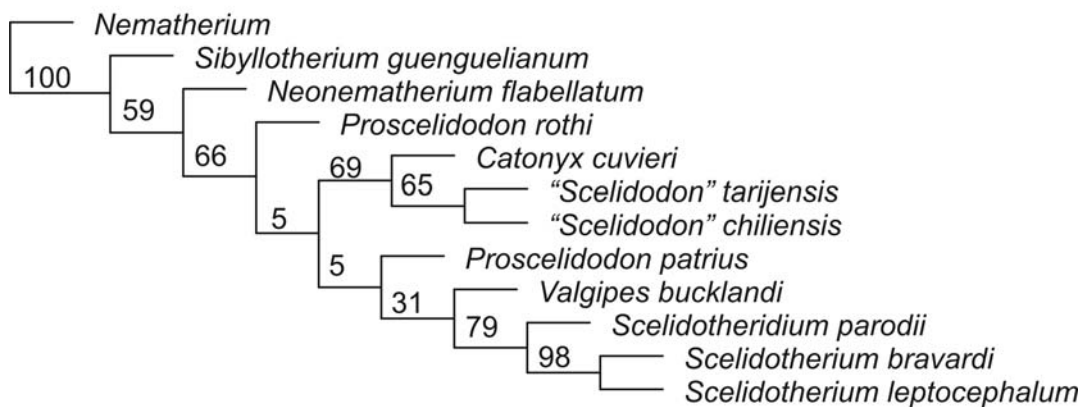 Nematherium
Sibyllotherium guenguelianum
100
Neonematherium flabellatum
59
Proscelidodon rothi
66
69
Catonyx cuvieri
65
“Scelidodon” tarijensis
5
“Scelidodon” chiliensis
5
Proscelidodon patrius
31
Valgipes bucklandi
79
Scelidotheridium parodii
98
Scelidotherium bravardi
Scelidotherium leptocephalum